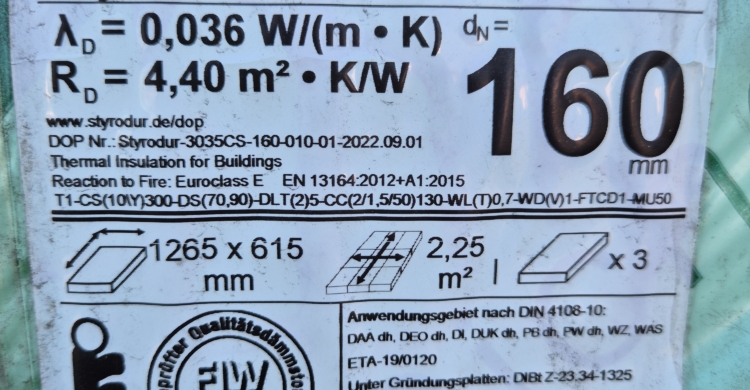 λD = 0,036 W/(m • K) dN =
RD = 4,40 m² • K/W
160
mm
www.styrodur.de/dop
DOP Nr.: Styrodur-3035CS-160-010-01-2022.09.01
Thermal Insulation for Buildings
Reaction to Fire: Euroclass E EN 13164:2012+A1:2015
T1-CS(10\Y)300-DS(70,90)-DLT(2)5-CC(2/1,5/50)130-WL(T)0,7-WD(V)1-FTCD1-MU50
1265 x 615
mm
2,25
m²
x 3
Anwendungsgebiet nach DIN 4108-10:
DAA dh, DEO dh, DI, DUK dh, PB dh, PW dh, WZ, WAS
ETA-19/0120
Unter Gründungsplatten: DIBt Z-23.34-1325
Qualitätsdämmsto